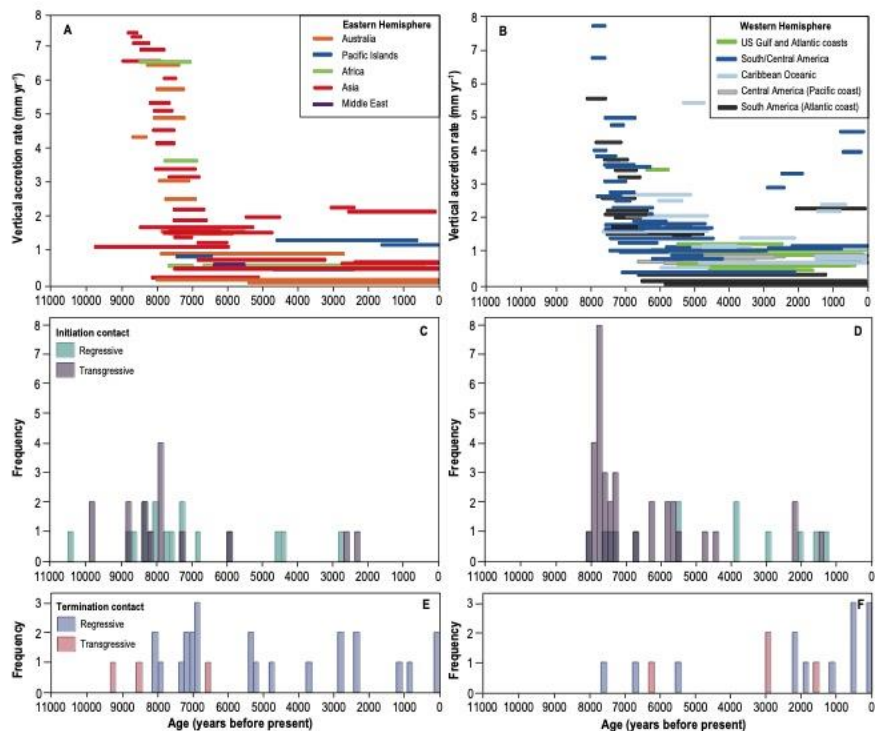 A
Eastern Hemisphere
Australia
Pacific Islands
Africa
Asia
Middle East
Vertical accretion rate (mm yr⁻¹)
8
7
6
5
4
3
2
1
0
11000 10000 9000 8000 7000 6000 5000 4000 3000 2000 1000 0
B
Western Hemisphere
US Gulf and Atlantic coasts
South/Central America
Caribbean Oceanic
Central America (Pacific coast)
South America (Atlantic coast)
Vertical accretion rate (mm yr⁻¹)
8
7
6
5
4
3
2
1
0
11000 10000 9000 8000 7000 6000 5000 4000 3000 2000 1000 0
C
Initiation contact
Regressive
Transgressive
Frequency
8
7
6
5
4
3
2
1
0
11000 10000 9000 8000 7000 6000 5000 4000 3000 2000 1000 0
D
Frequency
8
7
6
5
4
3
2
1
0
11000 10000 9000 8000 7000 6000 5000 4000 3000 2000 1000 0
E
Termination contact
Regressive
Transgressive
Frequency
3
2
1
0
11000 10000 9000 8000 7000 6000 5000 4000 3000 2000 1000 0
Age (years before present)
F
Frequency
3
2
1
0
11000 10000 9000 8000 7000 6000 5000 4000 3000 2000 1000 0
Age (years before present)